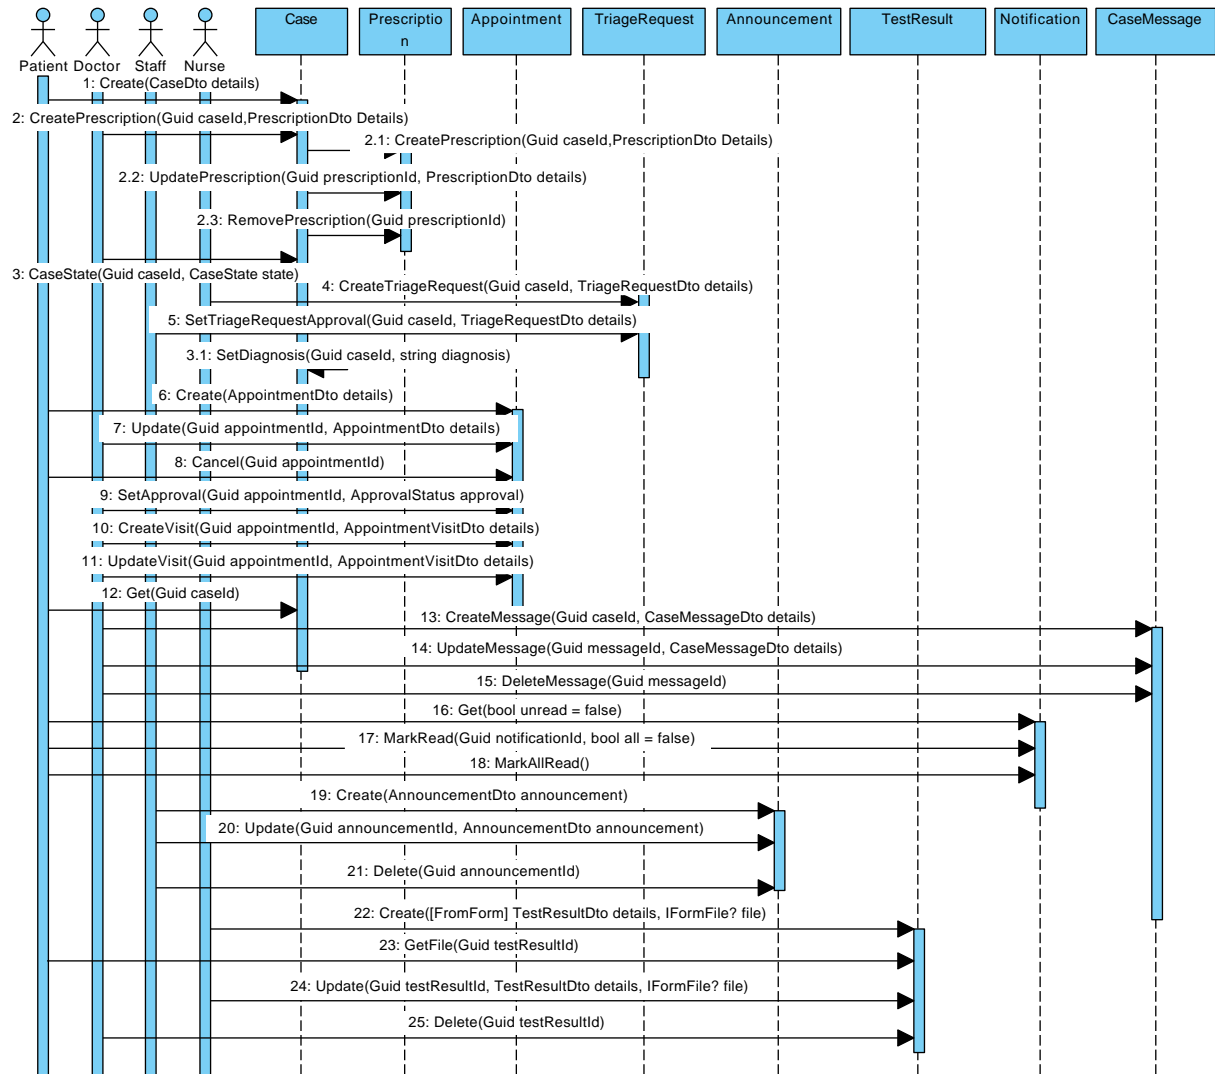 Case
Prescriptio
n
Appointment
TriageRequest
Announcement
TestResult
Notification
CaseMessage
Patient
Doctor
Staff
Nurse
1: Create(CaseDto details)
2: CreatePrescription(Guid caseId,PrescriptionDto Details)
2.1: CreatePrescription(Guid caseId,PrescriptionDto Details)
2.2: UpdatePrescription(Guid prescriptionId, PrescriptionDto details)
2.3: RemovePrescription(Guid prescriptionId)
3: CaseState(Guid caseId, CaseState state)
4: CreateTriageRequest(Guid caseId, TriageRequestDto details)
5: SetTriageRequestApproval(Guid caseId, TriageRequestDto details)
3.1: SetDiagnosis(Guid caseId, string diagnosis)
6: Create(AppointmentDto details)
7: Update(Guid appointmentId, AppointmentDto details)
8: Cancel(Guid appointmentId)
9: SetApproval(Guid appointmentId, ApprovalStatus approval)
10: CreateVisit(Guid appointmentId, AppointmentVisitDto details)
11: UpdateVisit(Guid appointmentId, AppointmentVisitDto details)
12: Get(Guid caseId)
13: CreateMessage(Guid caseId, CaseMessageDto details)
14: UpdateMessage(Guid messageId, CaseMessageDto details)
15: DeleteMessage(Guid messageId)
16: Get(bool unread = false)
17: MarkRead(Guid notificationId, bool all = false)
18: MarkAllRead()
19: Create(AnnouncementDto announcement)
20: Update(Guid announcementId, AnnouncementDto announcement)
21: Delete(Guid announcementId)
22: Create([FromForm] TestResultDto details, IFormFile? file)
23: GetFile(Guid testResultId)
24: Update(Guid testResultId, TestResultDto details, IFormFile? file)
25: Delete(Guid testResultId)